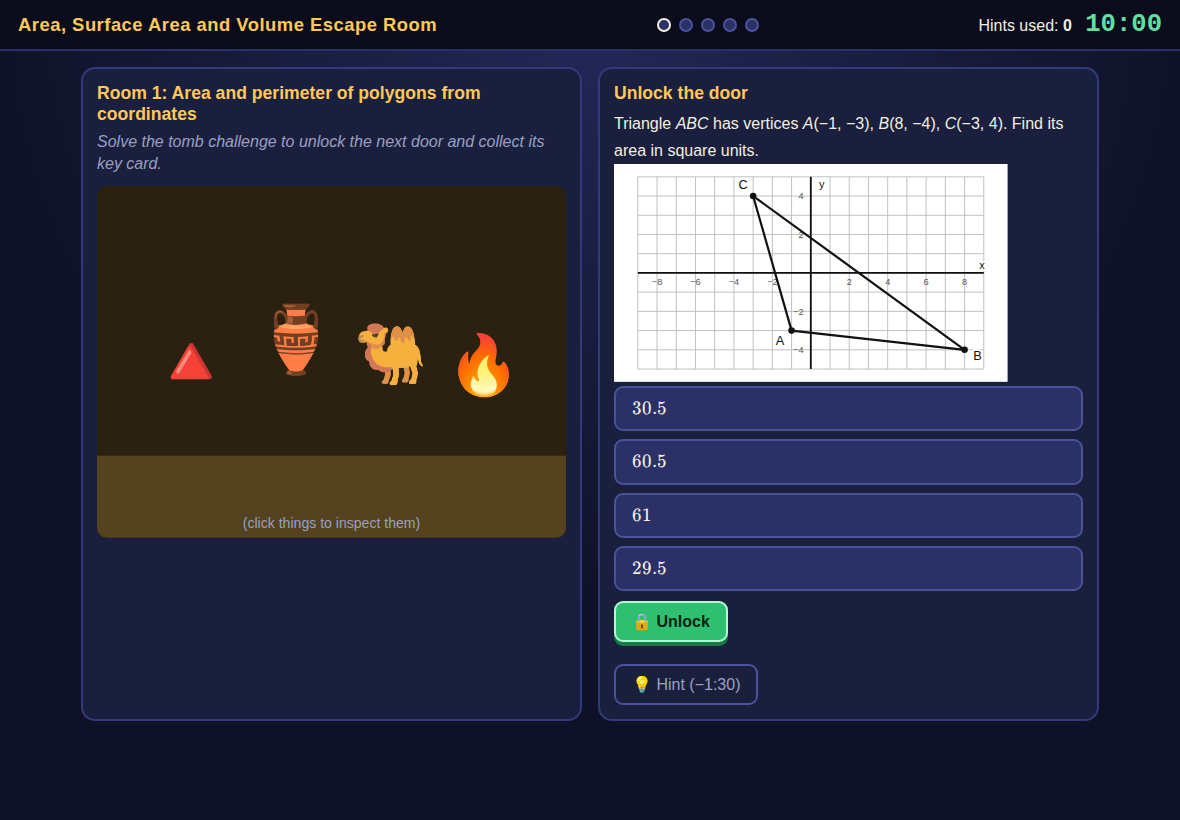 Area, Surface Area and Volume Escape Room
Hints used: 0 10:00
Room 1: Area and perimeter of polygons from
coordinates
Solve the tomb challenge to unlock the next door and collect its
key card.
(click things to inspect them)
Unlock the door
Triangle ABC has vertices A(−1, −3), B(8, −4), C(−3, 4). Find its
area in square units.
C
y
4
2
x
−8 −6 −4 −2 2 4 6 8
−2
A
−4
B
30.5
60.5
61
29.5
🔒 Unlock
💡 Hint (−1:30)